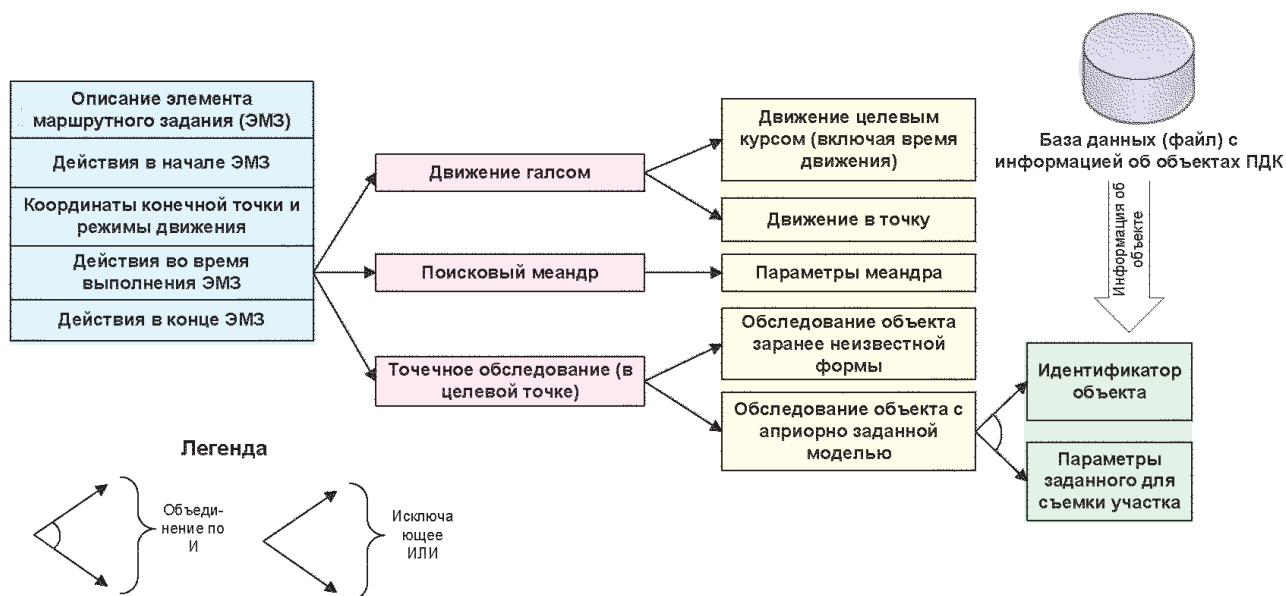 Описание элемента
маршрутного задания (ЭМЗ)
Действия в начале ЭМЗ
Координаты конечной точки и
режимы движения
Действия во время
выполнения ЭМЗ
Действия в конце ЭМЗ
Движение галсом
Поисковый меандр
Точечное обследование (в
целевой точке)
Движение целевым
курсом (включая время
движения)
Движение в точку
Параметры меандра
Обследование объекта
заранее неизвестной
формы
Обследование объекта с
априорно заданной
моделью
База данных (файл) с
информацией об объектах ПДК
Информация об
объекте
Идентификатор
объекта
Параметры
заданного для
съемки участка
Легенда
Объеди-
нение по
И
Исключа
ющее
ИЛИ